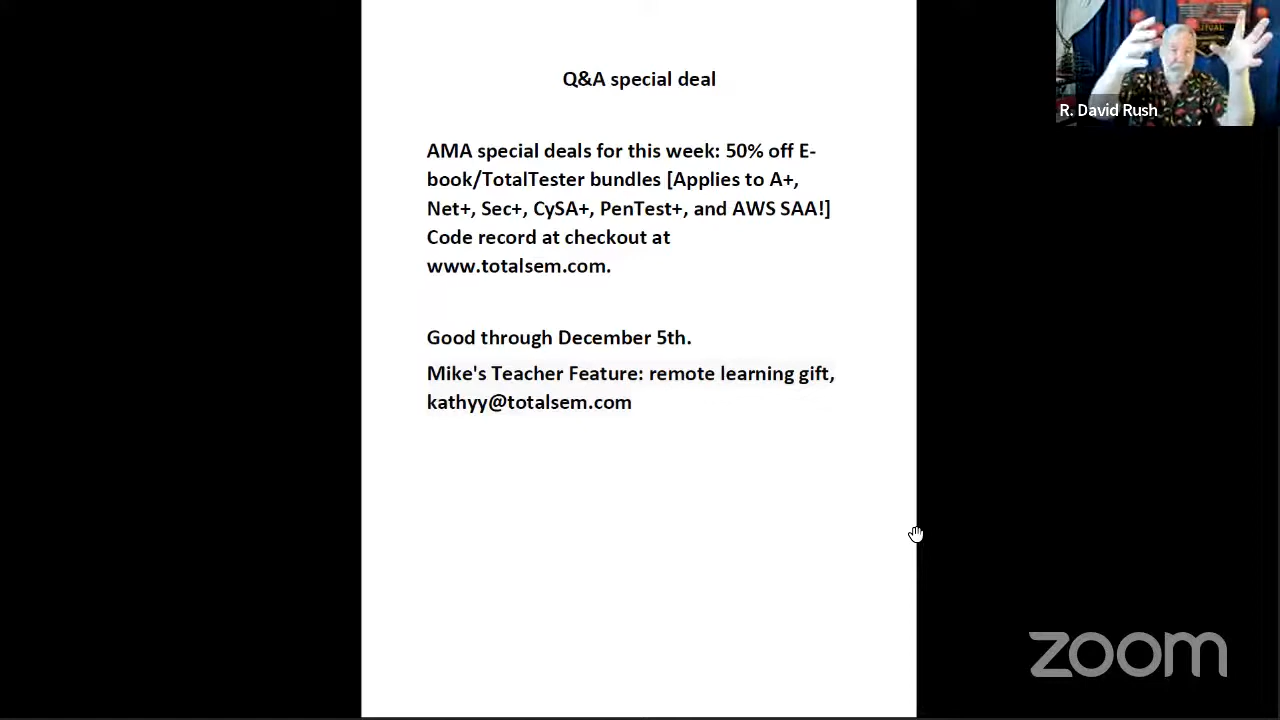 Q&A special deal
AMA special deals for this week: 50% off E-
book/TotalTester bundles [Applies to A+,
Net+, Sec+, CySA+, PenTest+, and AWS SAA!]
Code record at checkout at
www.totalsem.com.
Good through December 5th.
Mike's Teacher Feature: remote learning gift,
kathyy@totalsem.com
R. David Rush
zoom